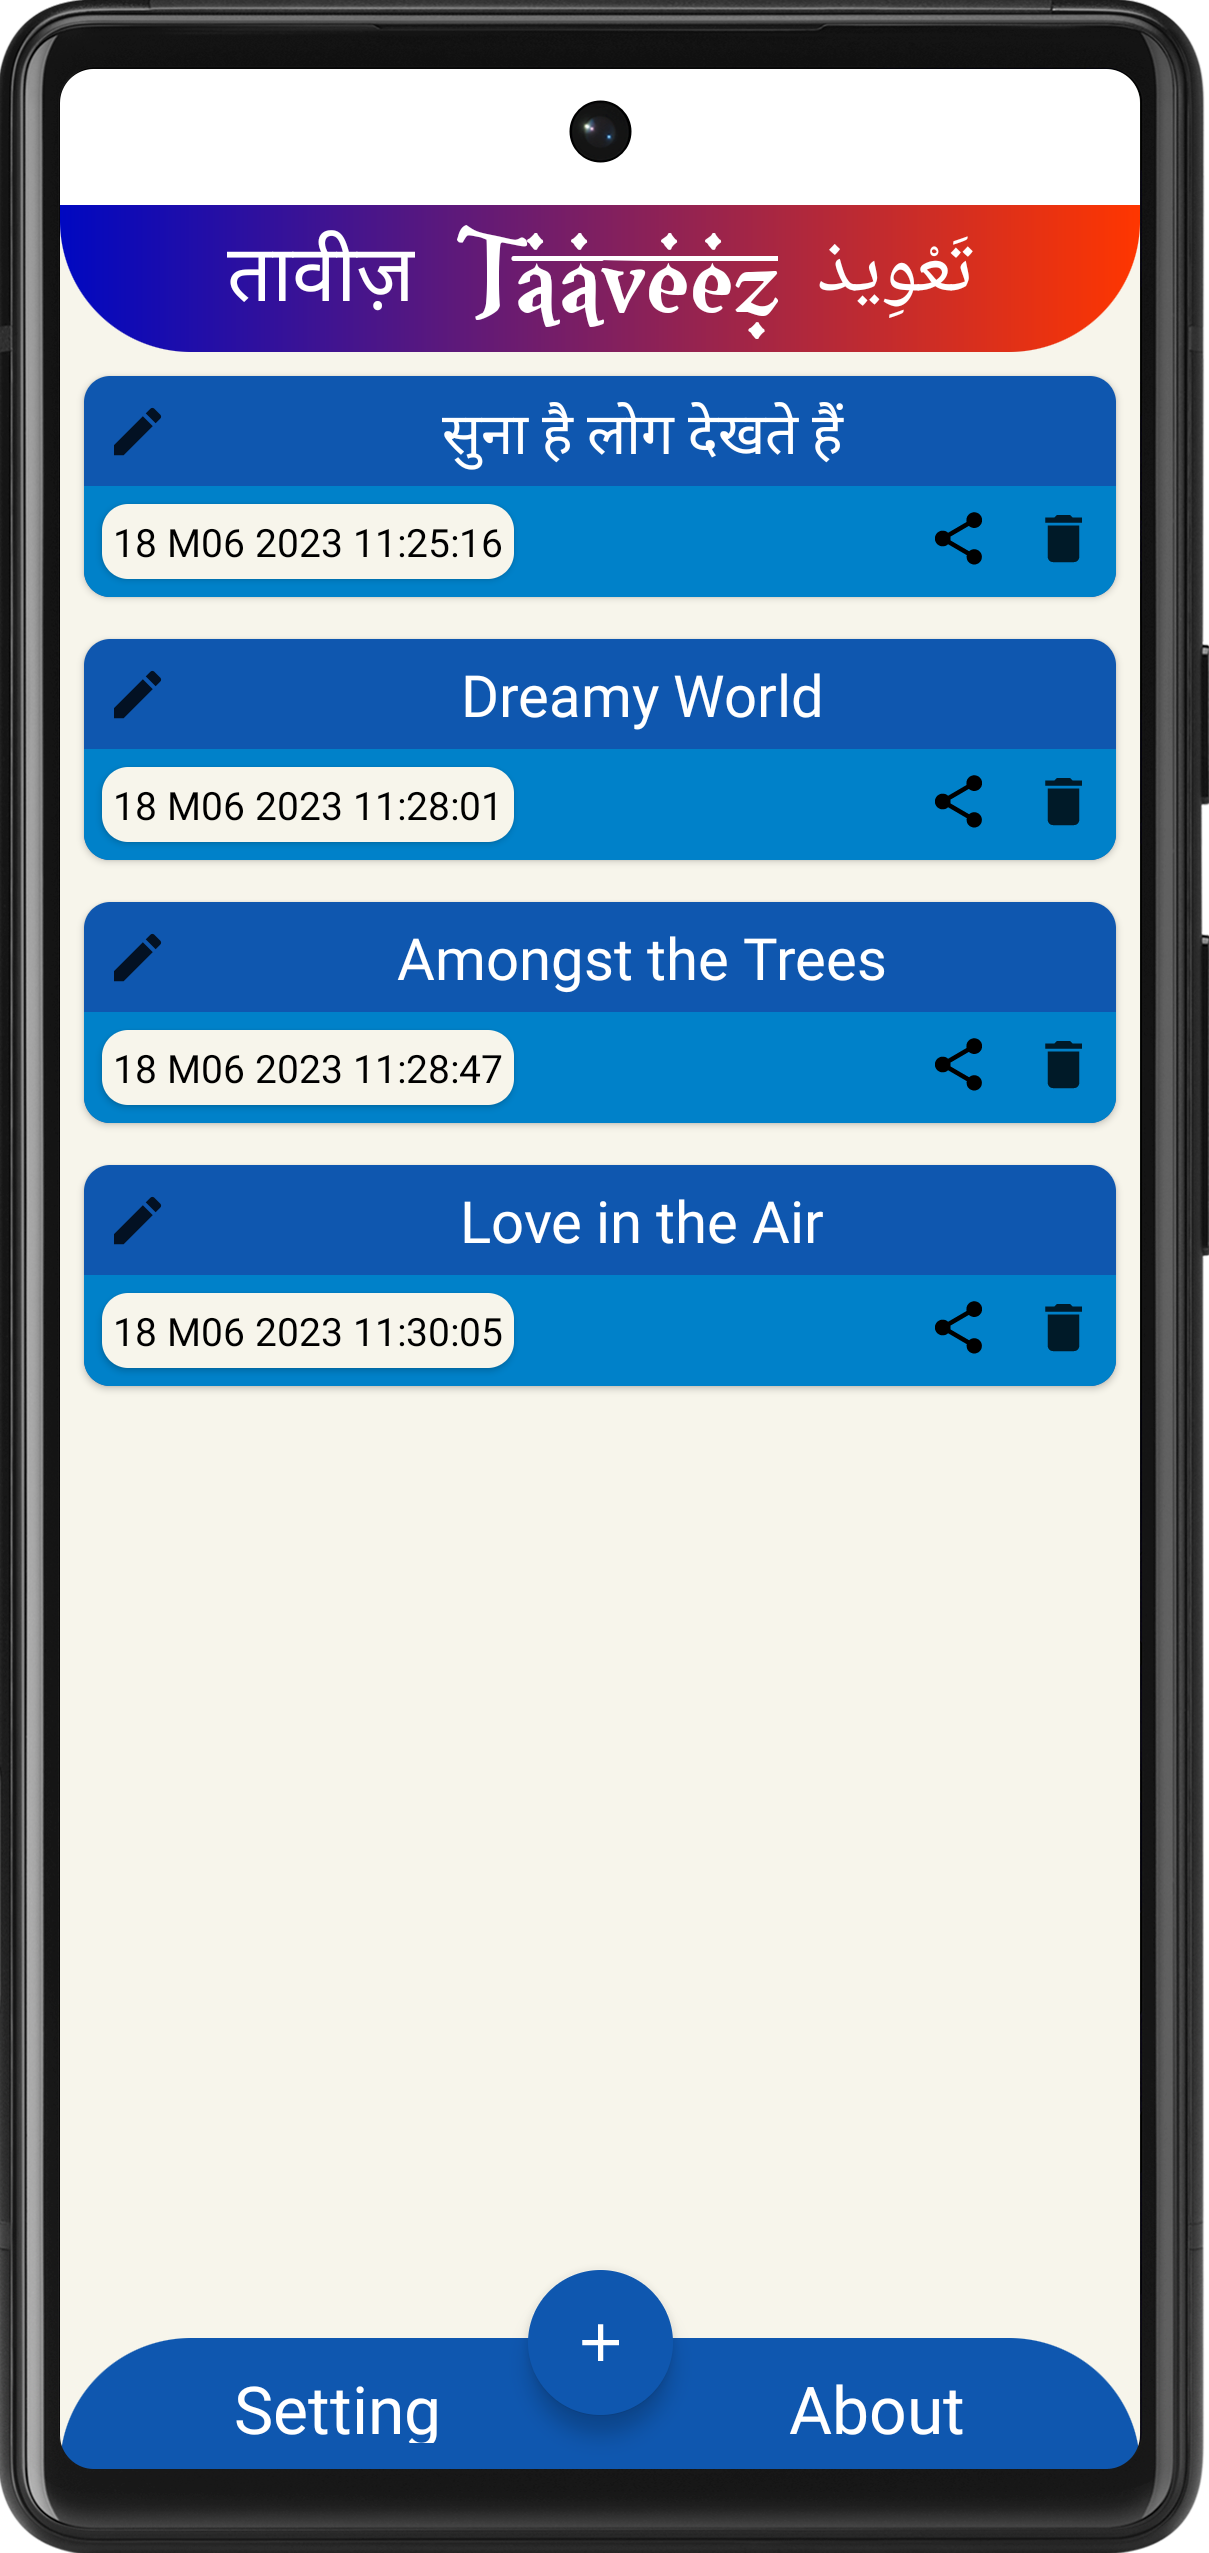 तावीज़ Taaveez تَعْوِيذ
सुना है लोग देखते हैं
18 M06 2023 11:25:16
Dreamy World
18 M06 2023 11:28:01
Amongst the Trees
18 M06 2023 11:28:47
Love in the Air
18 M06 2023 11:30:05
+
Setting About